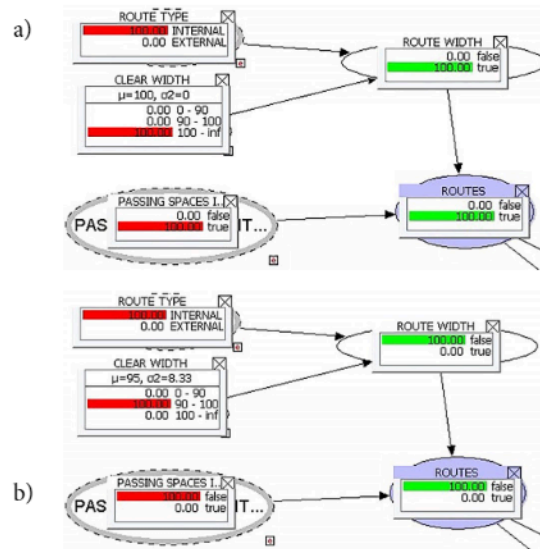 a)
ROUTE TYPE
100.00 INTERNAL
0.00 EXTERNAL
ROUTE WIDTH
0.00 false
100.00 true
CLEAR WIDTH
μ=100, σ2=0
0.00 0 - 90
0.00 90 - 100
100.00 100 - inf
PASSING SPACES I...
0.00 false
PAS 100.00 true IT...
ROUTES
0.00 false
100.00 true
b)
ROUTE TYPE
100.00 INTERNAL
0.00 EXTERNAL
ROUTE WIDTH
100.00 false
0.00 true
CLEAR WIDTH
μ=95, σ2=8.33
0.00 0 - 90
100.00 90 - 100
0.00 100 - inf
PASSING SPACES I...
100.00 false
PAS 0.00 true IT...
ROUTES
100.00 false
0.00 true